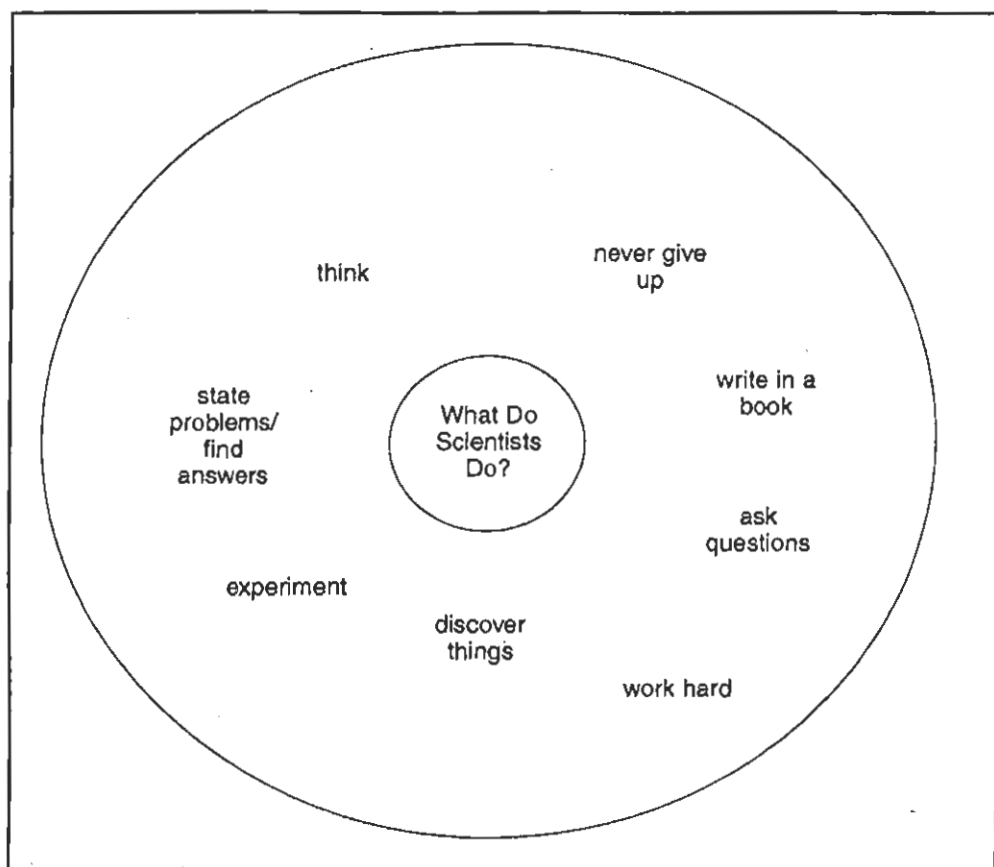 think
never give
up
state
problems/
find
answers
What Do
Scientists
Do?
write in a
book
ask
questions
experiment
discover
things
work hard